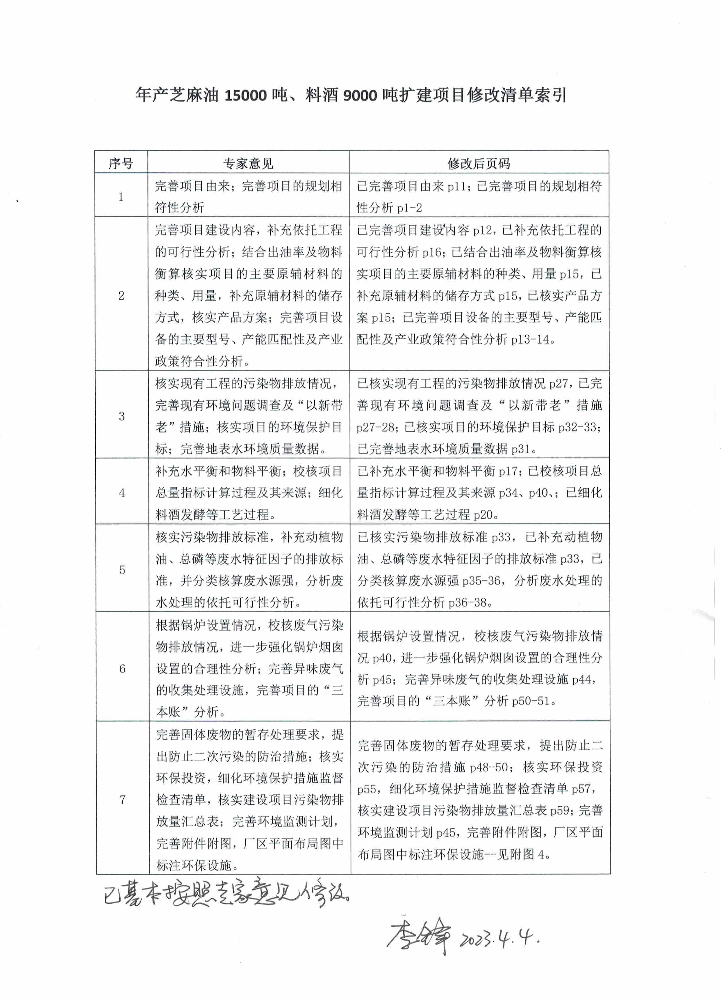 年产芝麻油 15000 吨、料酒 9000 吨扩建项目修改清单索引
序号 专家意见 修改后页码
1
完善项目由来；完善项目的规划相
符性分析
已完善项目由来 p11；已完善项目的规划相符
性分析 p1-2
2
完善项目建设内容，补充依托工程
的可行性分析；结合出油率及物料
衡算核实项目的主要原辅材料的
种类、用量，补充原辅材料的储存
方式，核实产品方案；完善项目设
备的主要型号、产能匹配性及产业
政策符合性分析。
已完善项目建设内容 p12，已补充依托工程的
可行性分析 p16；已结合出油率及物料衡算核
实项目的主要原辅材料的种类、用量 p15，已
补充原辅材料的储存方式 p15，已核实产品方
案 p15；已完善项目设备的主要型号、产能匹
配性及产业政策符合性分析 p13-14。
3
核实现有工程的污染物排放情况，
完善现有环境问题调查及“以新带
老”措施；核实项目的环境保护目
标；完善地表水环境质量数据。
已核实现有工程的污染物排放情况 p27，已完
善现有环境问题调查及“以新带老”措施
p27-28；已核实项目的环境保护目标 p32-33；
已完善地表水环境质量数据 p31。
4
补充水平衡和物料平衡；校核项目
总量指标计算过程及其来源；细化
料酒发酵等工艺过程。
已补充水平衡和物料平衡 p17；已校核项目总
量指标计算过程及其来源 p34、p40、；已细化
料酒发酵等工艺过程 p20。
5
核实污染物排放标准，补充动植物
油、总磷等废水特征因子的排放标
准，并分类核算废水源强，分析废
水处理的依托可行性分析。
已核实污染物排放标准 p33，已补充动植物
油、总磷等废水特征因子的排放标准 p33，已
分类核算废水源强 p35-36，分析废水处理的
依托可行性分析 p36-38。
6
根据锅炉设置情况，校核废气污染
物排放情况，进一步强化锅炉烟囱
设置的合理性分析；完善异味废气
的收集处理设施，完善项目的“三
本账”分析。
根据锅炉设置情况，校核废气污染物排放情
况 p40，进一步强化锅炉烟囱设置的合理性分
析 p45；完善异味废气的收集处理设施 p44，
完善项目的“三本账”分析 p50-51。
7
完善固体废物的暂存处理要求，提
出防止二次污染的防治措施；核实
环保投资，细化环境保护措施监督
检查清单，核实建设项目污染物排
放量汇总表；完善环境监测计划，
完善附件附图，厂区平面布局图中
标注环保设施。
完善固体废物的暂存处理要求，提出防止二
次污染的防治措施 p48-50；核实环保投资
p55，细化环境保护措施监督检查清单 p57，
核实建设项目污染物排放量汇总表 p59；完善
环境监测计划 p45，完善附件附图，厂区平面
布局图中标注环保设施--见附图 4。
已基本按照专家意见修改。
李锋 2023.4.4.